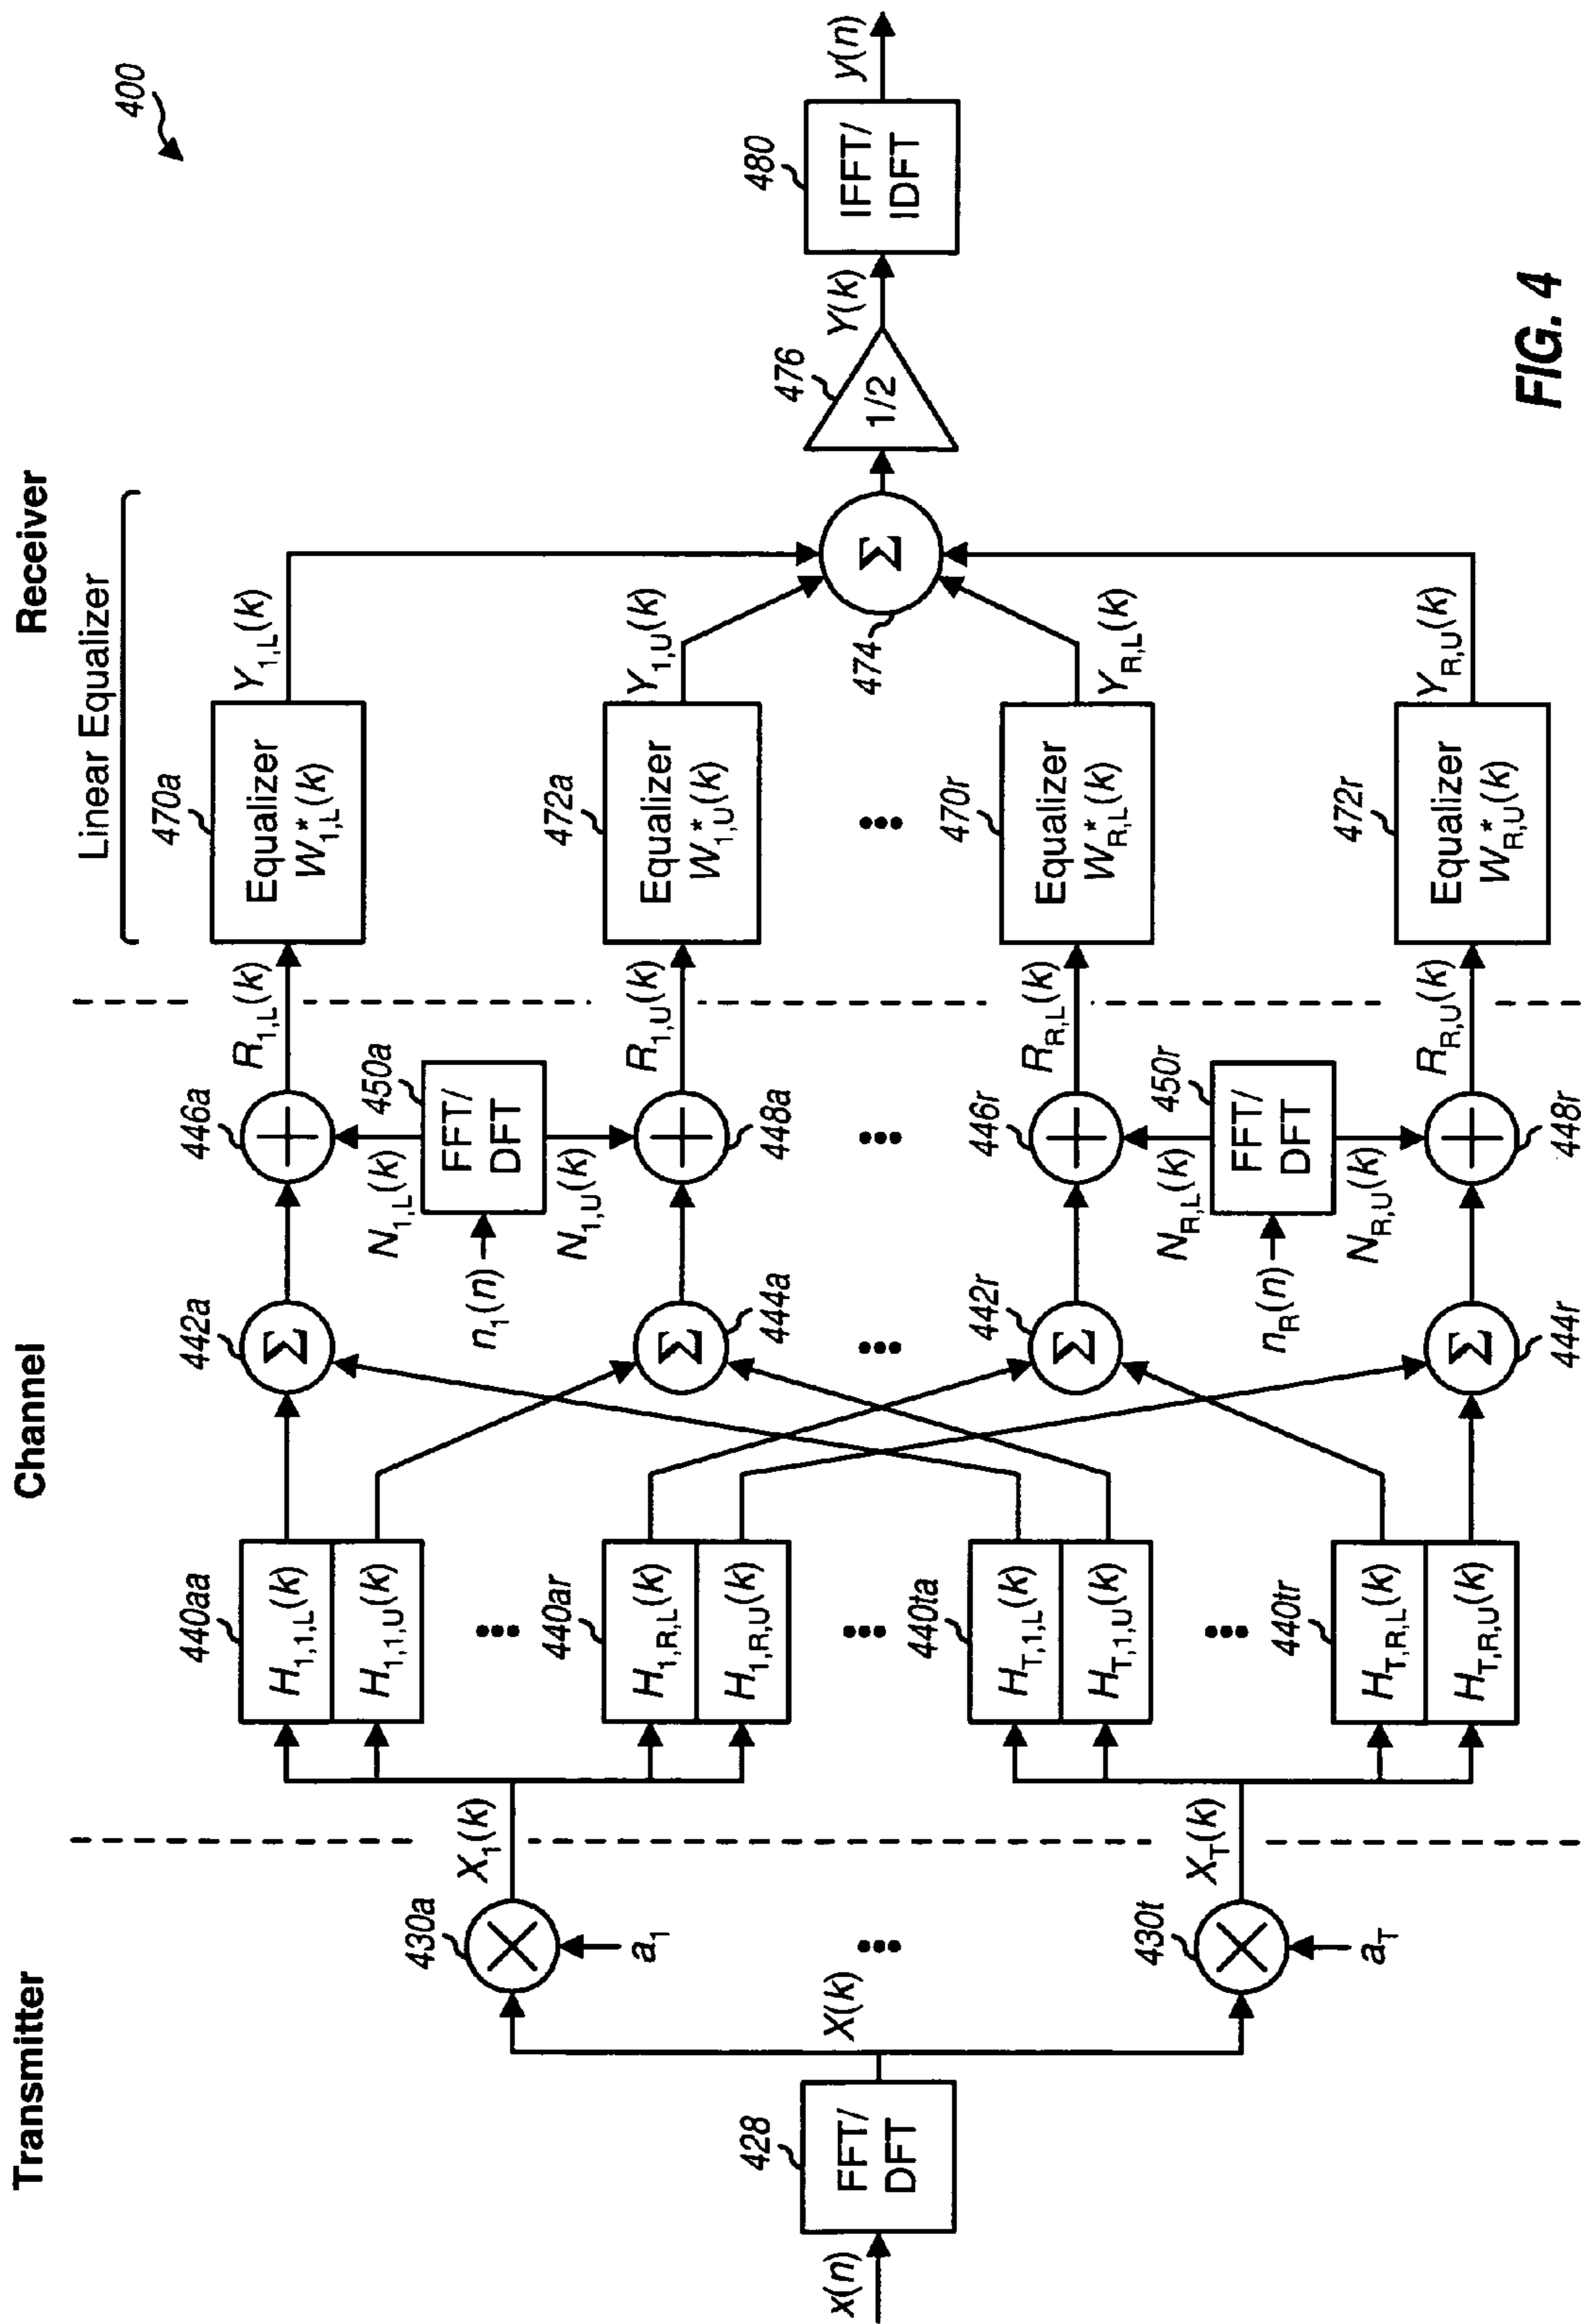 400
Transmitter
Channel
Receiver
Linear Equalizer
x(n)
428
FFT/
DFT
X(k)
430a
a1
X1(k)
...
430t
aT
XT(k)
440aa
H1,1,L(k)
H1,1,U(k)
...
440ar
H1,R,L(k)
H1,R,U(k)
...
440ta
HT,1,L(k)
HT,1,U(k)
...
440tr
HT,R,L(k)
HT,R,U(k)
442a
Σ
444a
Σ
...
442r
Σ
444r
Σ
n1(n)
N1,L(k)
N1,U(k)
450a
FFT/
DFT
446a
+
448a
+
...
nR(n)
NR,L(k)
NR,U(k)
450r
FFT/
DFT
446r
+
448r
+
R1,L(k)
R1,U(k)
RR,L(k)
RR,U(k)
470a
Equalizer
W*1,L(k)
Y1,L(k)
472a
Equalizer
W*1,U(k)
Y1,U(k)
...
470r
Equalizer
W*R,L(k)
YR,L(k)
472r
Equalizer
W*R,U(k)
YR,U(k)
474
Σ
476
1/2
Y(k)
480
IFFT/
IDFT
y(n)
FIG. 4